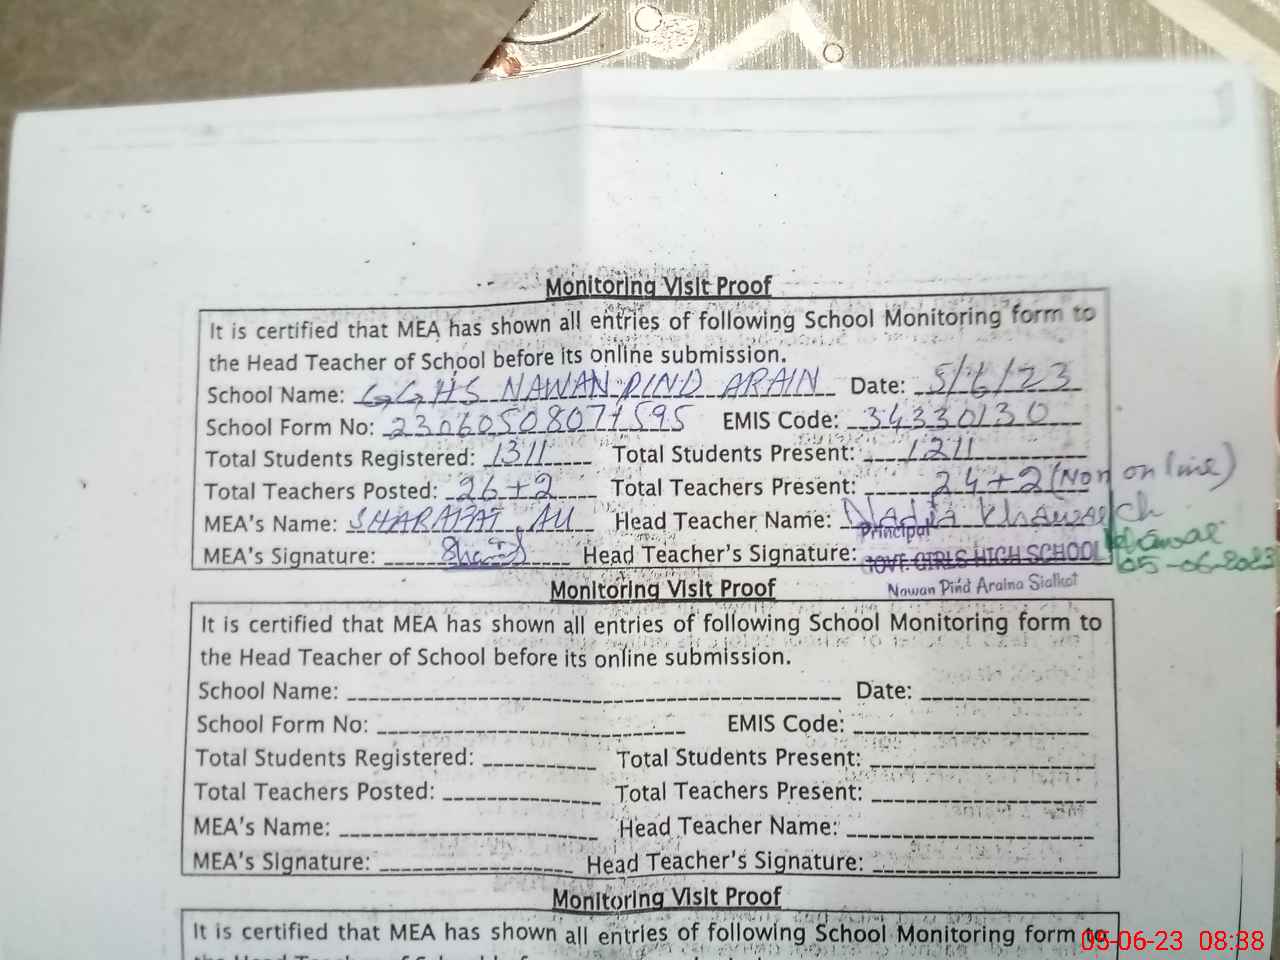 Monitoring Visit Proof
It is certified that MEA has shown all entries of following School Monitoring form to
the Head Teacher of School before its online submission.
School Name: G,G,HS NAWAN PIND ARAIN Date: 5/6/23
School Form No: 23060508071595 EMIS Code: 34330130
Total Students Registered: 1311 Total Students Present: 1211
Total Teachers Posted: 26+2 Total Teachers Present: 24+2 (Non online)
MEA's Name: SHARAFAT ALI Head Teacher Name: Nadia Khawar Ch
Principal
MEA's Signature: Head Teacher's Signature: GOVT. GIRLS HIGH SCHOOL
05-06-2023
Nawan Pind Araina Sialkot
Monitoring Visit Proof
It is certified that MEA has shown all entries of following School Monitoring form to
the Head Teacher of School before its online submission.
School Name: Date:
School Form No: EMIS Code:
Total Students Registered: Total Students Present:
Total Teachers Posted: Total Teachers Present:
MEA's Name: Head Teacher Name:
MEA's Signature: Head Teacher's Signature:
Monitoring Visit Proof
It is certified that MEA has shown all entries of following School Monitoring form to
05-06-23 08:38